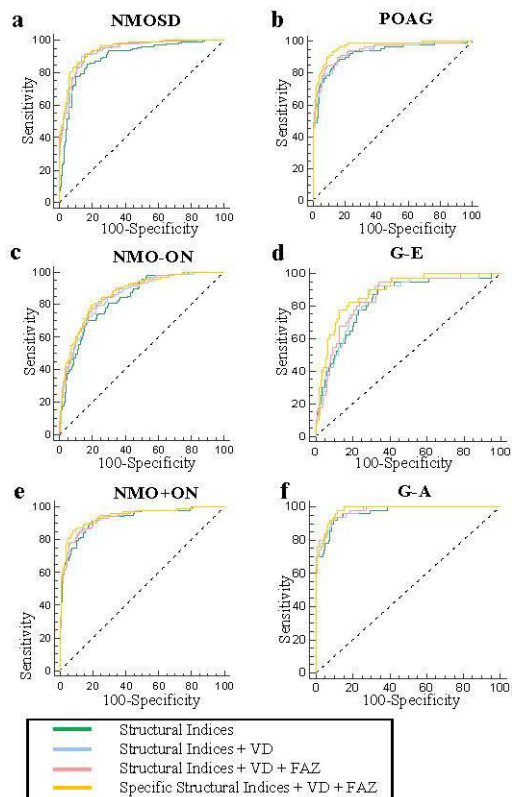 a NMOSD
100
80
60
40
20
0
Sensitivity
0 20 40 60 80 100
100-Specificity
b POAG
100
80
60
40
20
0
Sensitivity
0 20 40 60 80 100
100-Specificity
c NMO-ON
100
80
60
40
20
0
Sensitivity
0 20 40 60 80 100
100-Specificity
d G-E
100
80
60
40
20
0
Sensitivity
0 20 40 60 80 100
100-Specificity
e NMO+ON
100
80
60
40
20
0
Sensitivity
0 20 40 60 80 100
100-Specificity
f G-A
100
80
60
40
20
0
Sensitivity
0 20 40 60 80 100
100-Specificity
Structural Indices
Structural Indices + VD
Structural Indices + VD + FAZ
Specific Structural Indices + VD + FAZ